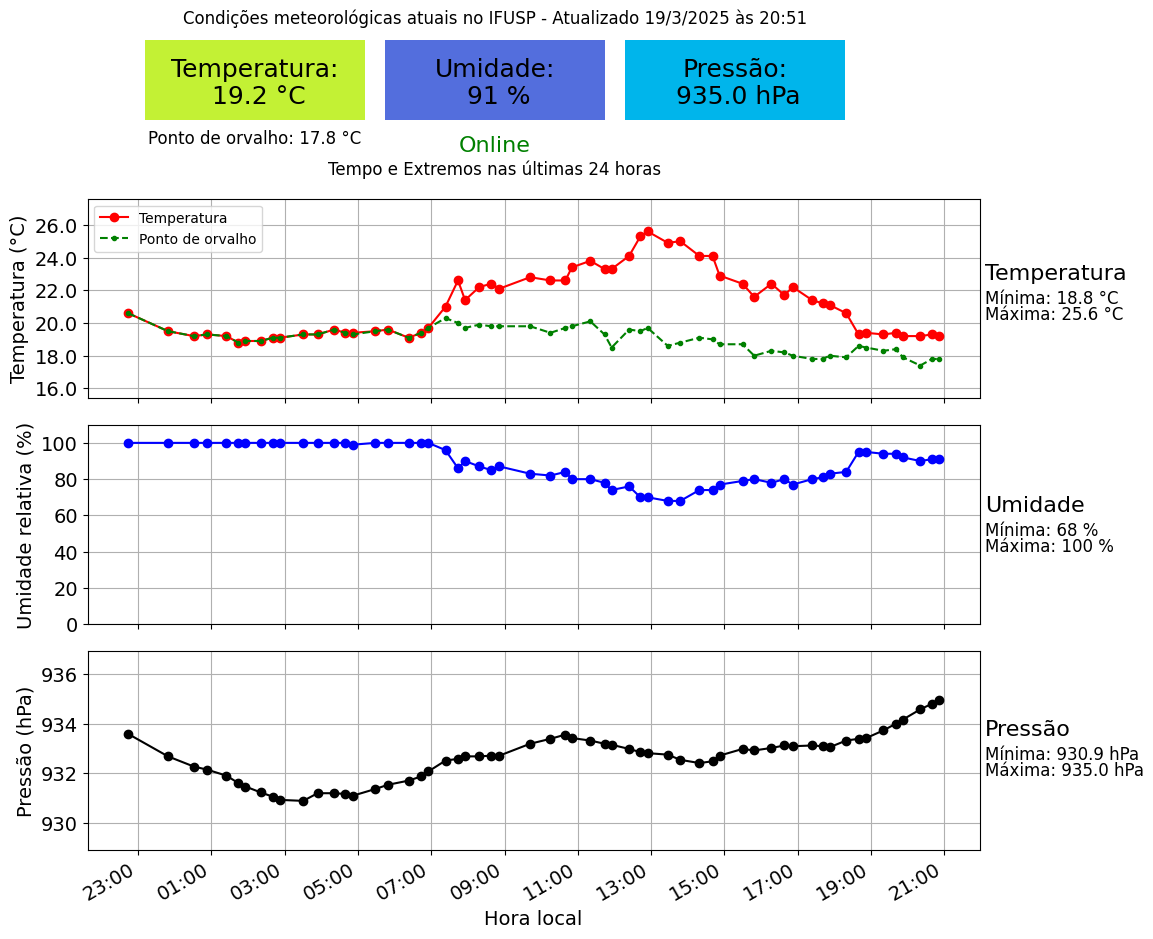 Condições meteorológicas atuais no IFUSP - Atualizado 19/3/2025 às 20:51
Temperatura:
19.2 °C
Umidade:
91 %
Pressão:
935.0 hPa
Ponto de orvalho: 17.8 °C
Online
Tempo e Extremos nas últimas 24 horas
Temperatura (°C)
26.0
24.0
22.0
20.0
18.0
16.0
Temperatura
Ponto de orvalho
Temperatura
Mínima: 18.8 °C
Máxima: 25.6 °C
Umidade relativa (%)
100
80
60
40
20
0
Umidade
Mínima: 68 %
Máxima: 100 %
Pressão (hPa)
936
934
932
930
Pressão
Mínima: 930.9 hPa
Máxima: 935.0 hPa
23:00 01:00 03:00 05:00 07:00 09:00 11:00 13:00 15:00 17:00 19:00 21:00
Hora local